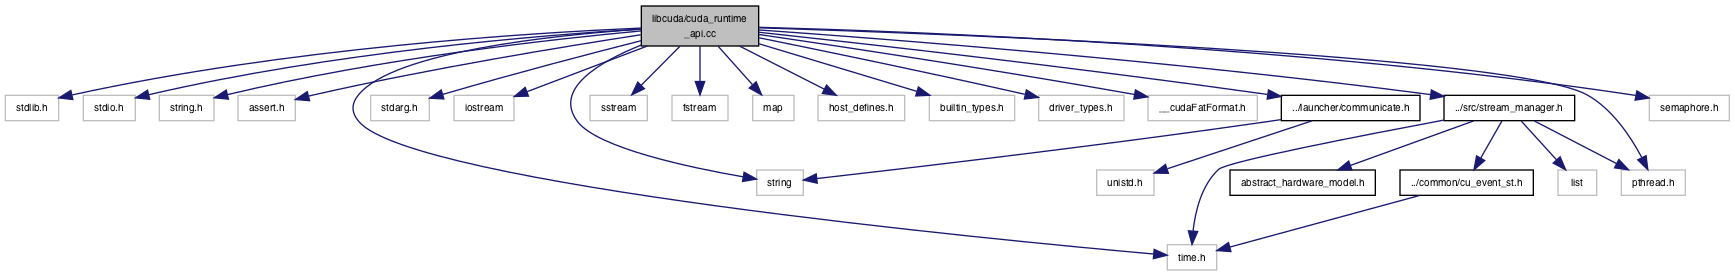 libcuda/cuda_runtime
_api.cc
stdlib.h
stdio.h
string.h
assert.h
stdarg.h
iostream
sstream
fstream
map
host_defines.h
builtin_types.h
driver_types.h
__cudaFatFormat.h
.../launcher/communicate.h
../src/stream_manager.h
semaphore.h
string
unistd.h
abstract_hardware_model.h
../common/cu_event_st.h
list
pthread.h
time.h